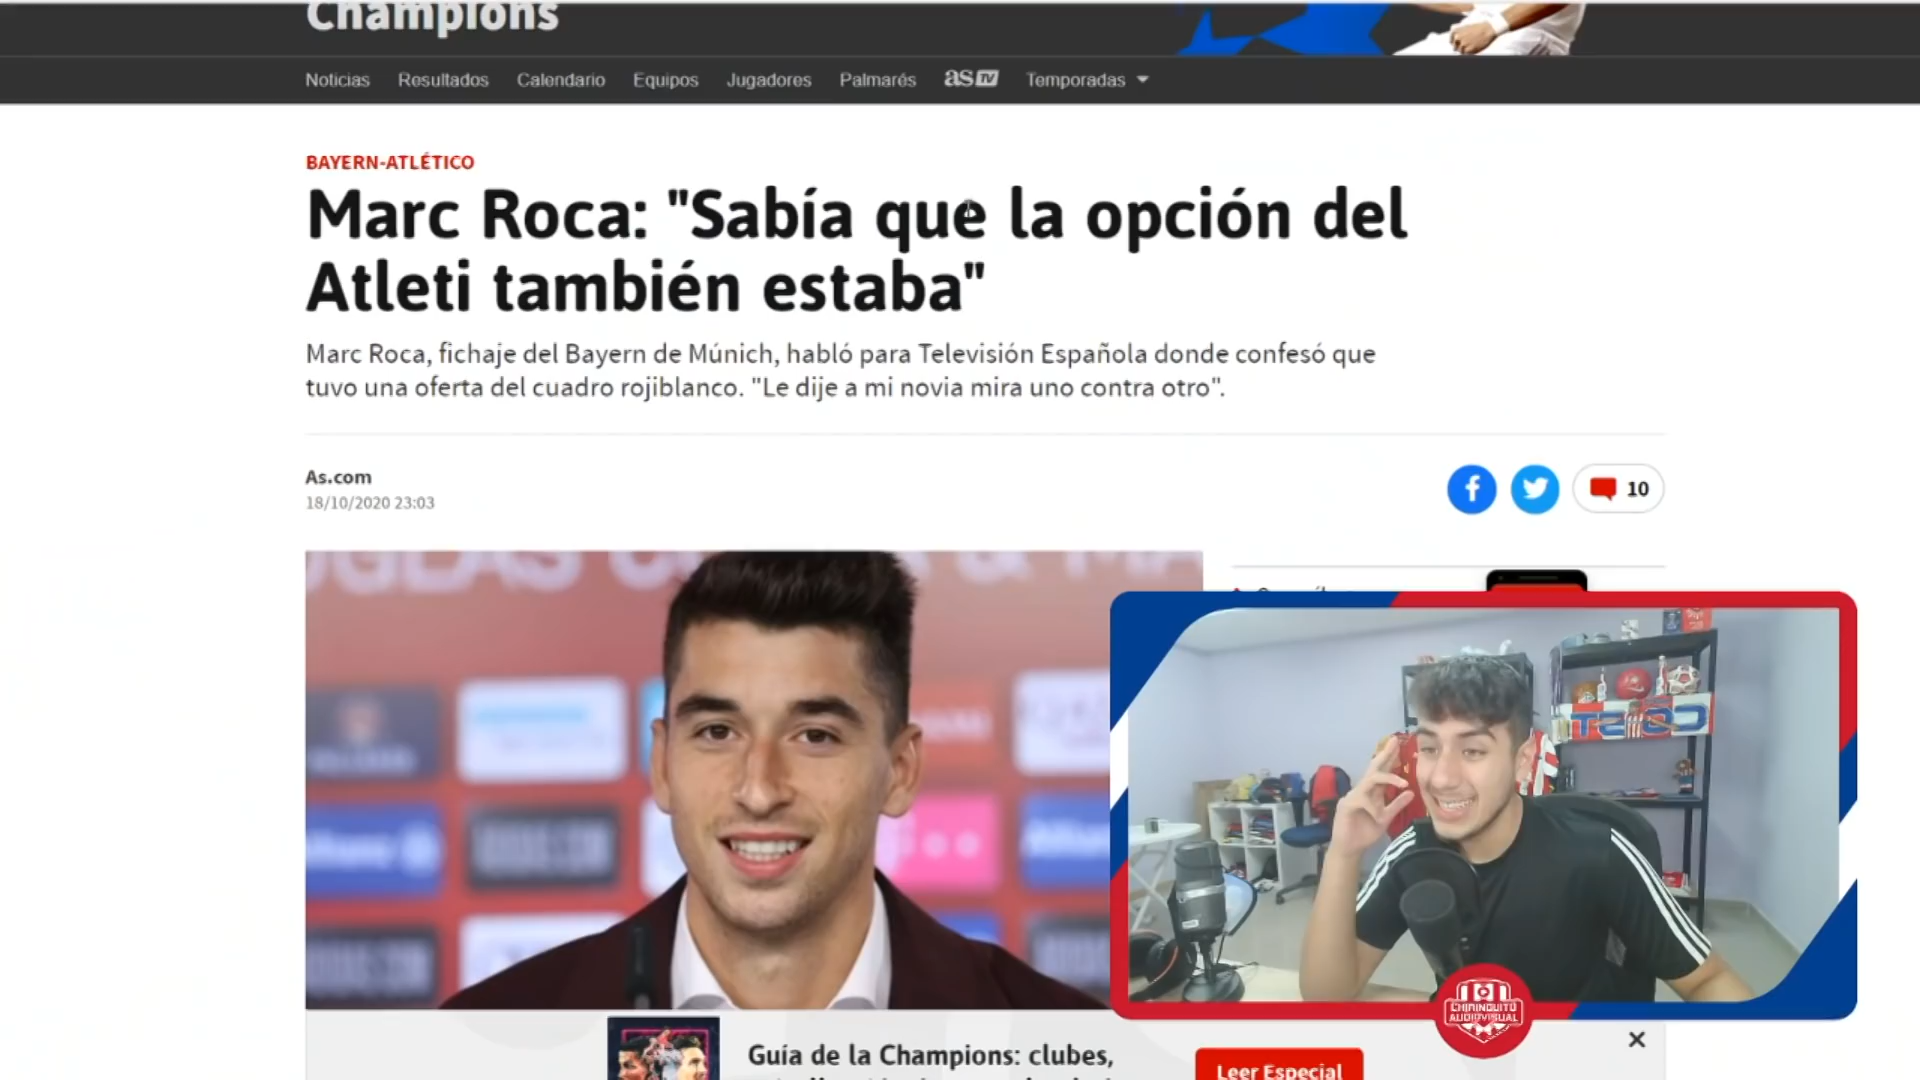 Champions
Noticias Resultados Calendario Equipos Jugadores Palmarés as TV Temporadas
BAYERN-ATLÉTICO
Marc Roca: "Sabía que la opción del
Atleti también estaba"
Marc Roca, fichaje del Bayern de Múnich, habló para Televisión Española donde confesó que
tuvo una oferta del cuadro rojiblanco. "Le dije a mi novia mira uno contra otro".
As.com
18/10/2020 23:03
10
CHIRINGUITO
AUDIOVISUAL
Guía de la Champions: clubes,
Leer Especial